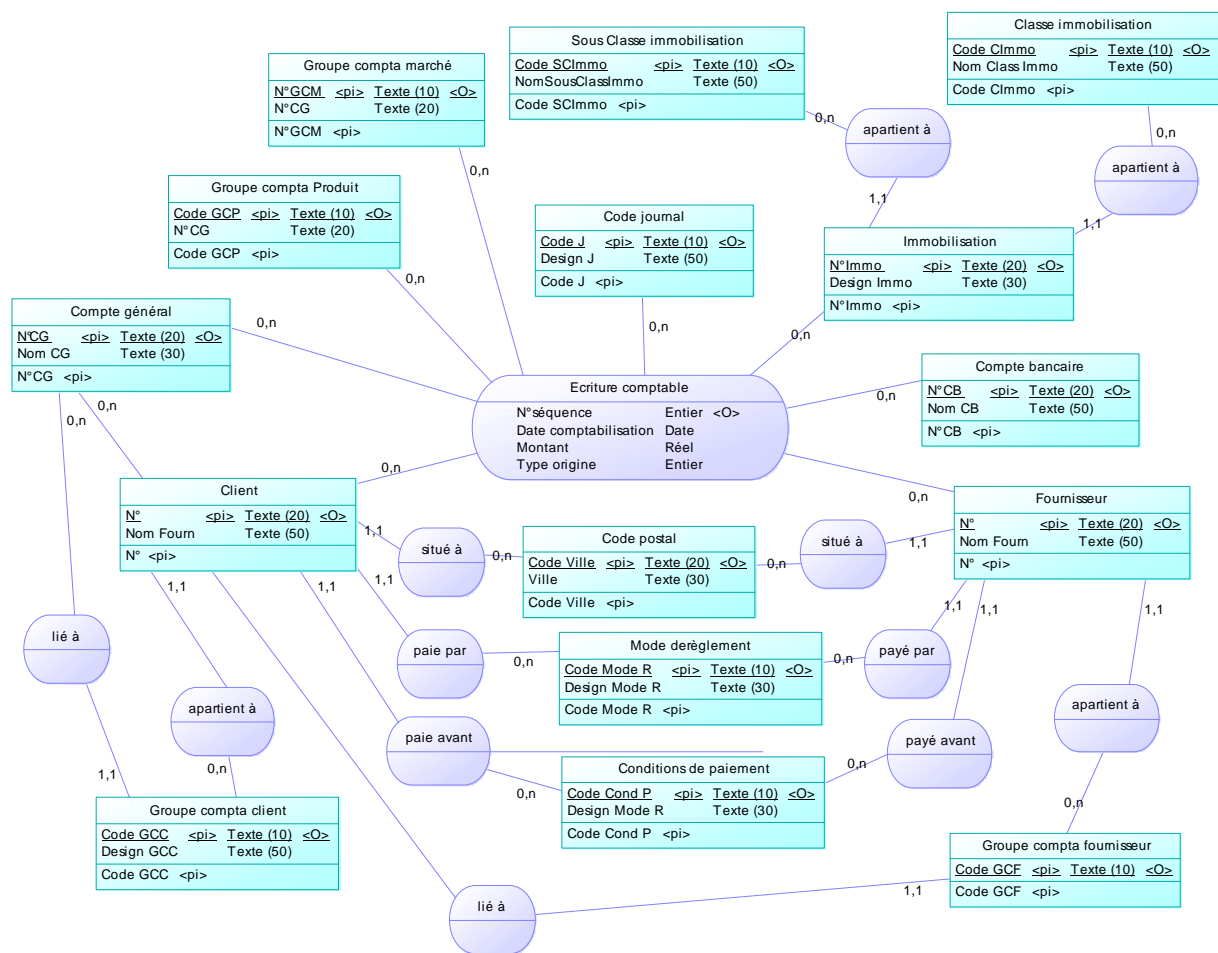 Classe immobilisation
Code CImmo <pi> Texte (10) <O>
Nom Class Immo Texte (50)
Code CImmo <pi>
Sous Classe immobilisation
Code SCImmo <pi> Texte (10) <O>
NomSousClassImmo Texte (50)
Code SCImmo <pi>
Groupe compta marché
N°GCM <pi> Texte (10) <O>
N°CG Texte (20)
N°GCM <pi>
0,n
apartient à
0,n
apartient à
0,n
1,1
1,1
Groupe compta Produit
Code GCP <pi> Texte (10) <O>
N°CG Texte (20)
Code GCP <pi>
0,n
Code journal
Code J <pi> Texte (10) <O>
Design J Texte (50)
Code J <pi>
0,n
Immobilisation
N°Immo <pi> Texte (20) <O>
Design Immo Texte (30)
N°Immo <pi>
0,n
Compte général
N°CG <pi> Texte (20) <O>
Nom CG Texte (30)
N°CG <pi>
0,n
0,n
0,n
Compte bancaire
N°CB <pi> Texte (20) <O>
Nom CB Texte (50)
N°CB <pi>
0,n
Ecriture comptable
N°séquence Entier <O>
Date comptabilisation Date
Montant Réel
Type origine Entier
0,n
0,n
Client
N° <pi> Texte (20) <O>
Nom Fourn Texte (50)
N° <pi>
1,1
situé à
0,n
Code postal
Code Ville <pi> Texte (20) <O>
Ville Texte (30)
Code Ville <pi>
0,n
situé à
1,1
Fournisseur
N° <pi> Texte (20) <O>
Nom Fourn Texte (50)
N° <pi>
1,1
1,1
1,1
1,1
1,1
1,1
lié à
paie par
0,n
Mode derèglement
Code Mode R <pi> Texte (10) <O>
Design Mode R Texte (30)
Code Mode R <pi>
0,n
payé par
apartient à
apartient à
paie avant
payé avant
1,1
0,n
0,n
Conditions de paiement
Code Cond P <pi> Texte (10) <O>
Design Mode R Texte (30)
Code Cond P <pi>
0,n
0,n
Groupe compta client
Code GCC <pi> Texte (10) <O>
Design GCC Texte (50)
Code GCC <pi>
Groupe compta fournisseur
Code GCF <pi> Texte (10) <O>
Code GCF <pi>
lié à
1,1